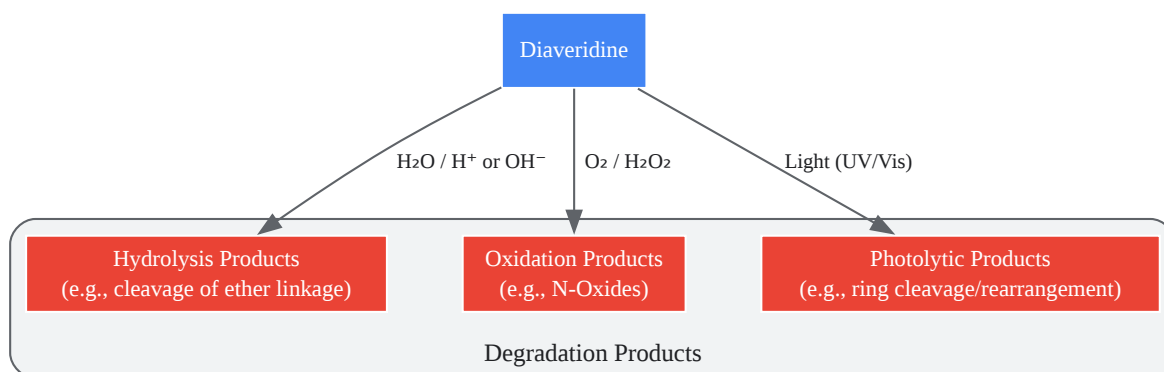 Diaveridine
H₂O / H⁺ or OH⁻
O₂ / H₂O₂
Light (UV/Vis)
Hydrolysis Products
(e.g., cleavage of ether linkage)
Oxidation Products
(e.g., N-Oxides)
Photolytic Products
(e.g., ring cleavage/rearrangement)
Degradation Products